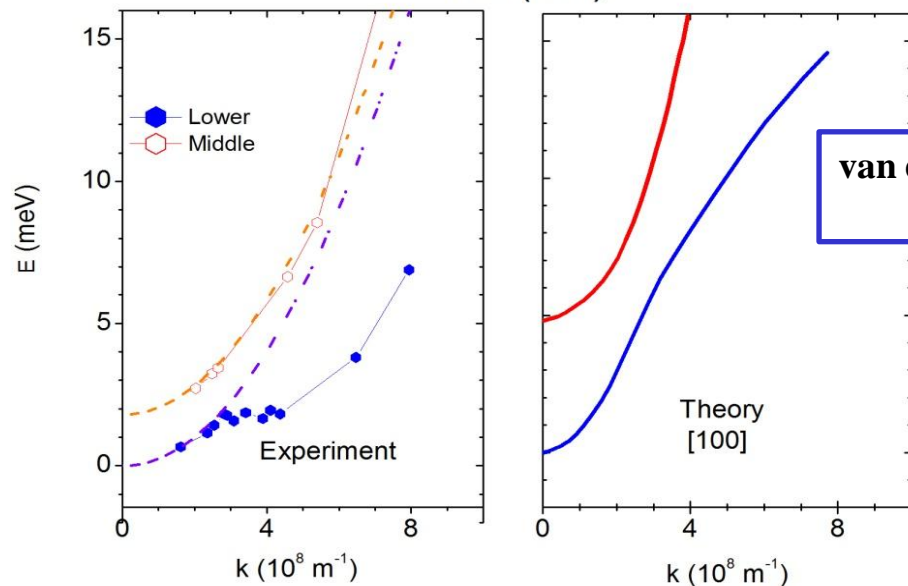 E (meV)
15
10
5
0
Lower
Middle
Experiment
0
4
8
k (10⁸ m⁻¹)
Theory
[100]
0
4
8
k (10⁸ m⁻¹)
van